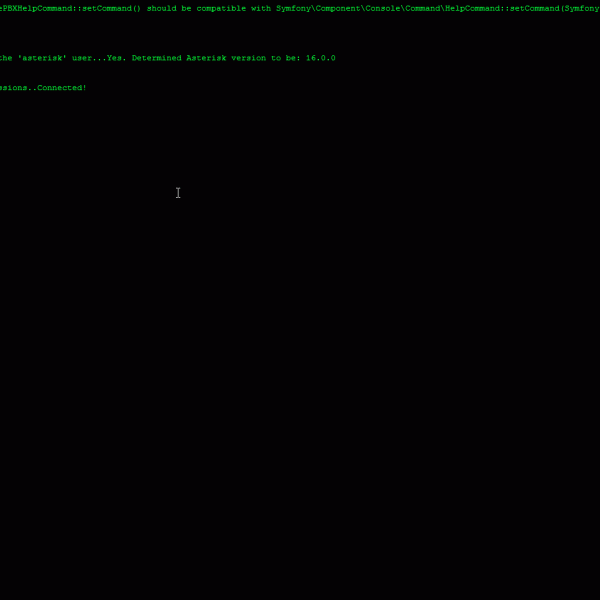 ePBXHelpCommand::setCommand() should be compatible with Symfony\Component\Console\Command\HelpCommand::setCommand(Symfony
the 'asterisk' user...Yes. Determined Asterisk version to be: 16.0.0
ssions..Connected!